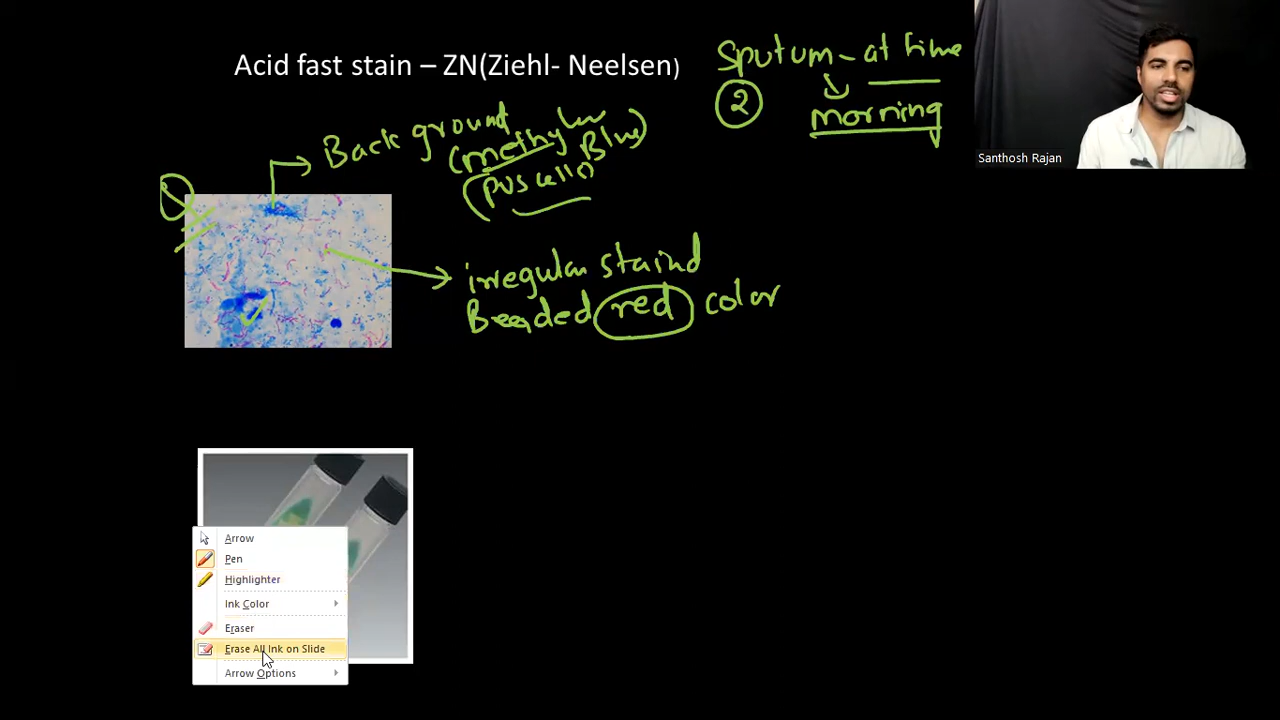 Acid fast stain – ZN(Ziehl- Neelsen)
Sputum - at time
2
morning
Back ground
(methylene Blue)
(pus cells)
Q
irregular staind
Beaded red color
Santhosh Rajan
Arrow
Pen
Highlighter
Ink Color
Eraser
Erase All Ink on Slide
Arrow Options